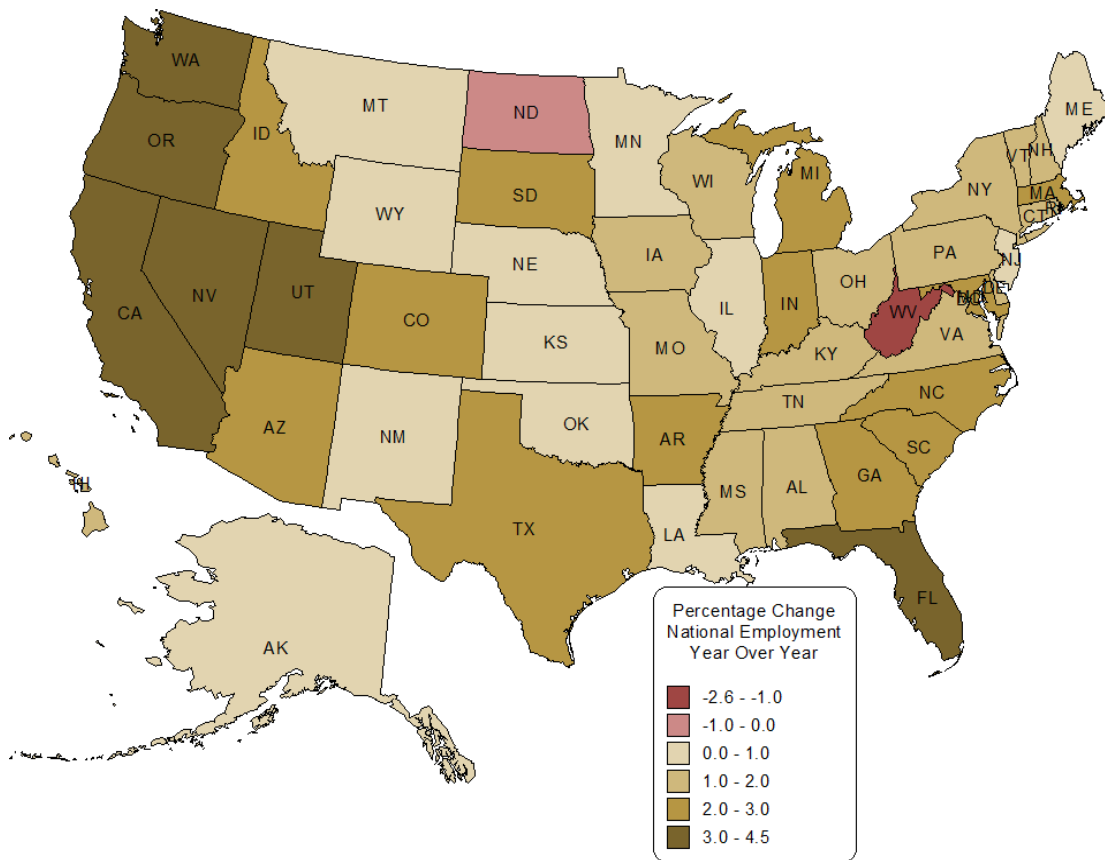 WA
MT
ND
ME
OR
ID
MN
VT
NH
WI
MI
NY
MA
SD
WY
CT
IA
PA
NE
NJ
OH
DE
NV
UT
IL
IN
CA
CO
WV
VA
KS
MO
KY
NC
TN
OK
AZ
NM
AR
SC
GA
MS
AL
TX
LA
FL
AK
Percentage Change
National Employment
Year Over Year
-2.6 - -1.0
-1.0 - 0.0
0.0 - 1.0
1.0 - 2.0
2.0 - 3.0
3.0 - 4.5